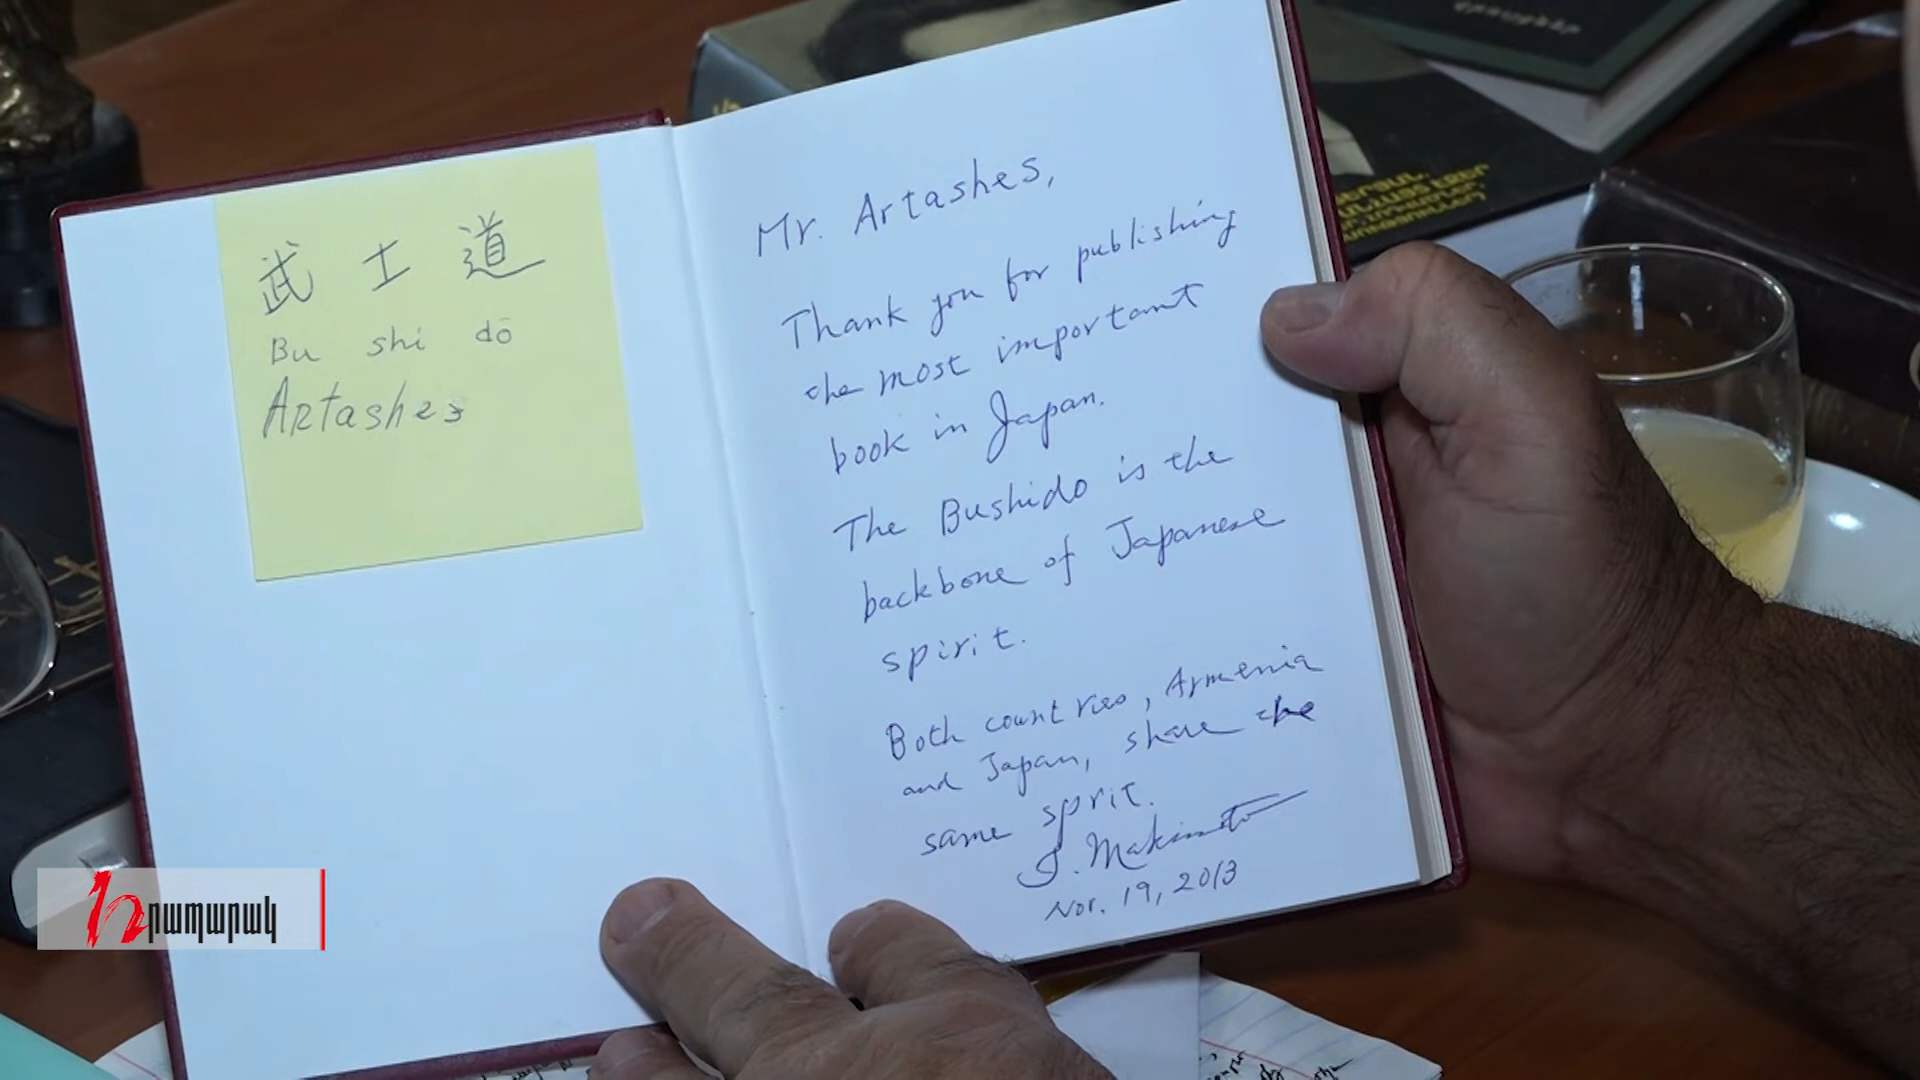 武 士 道
Bu shi dō
Artashes
Mr. Artashes,
Thank you for publishing
the most important
book in Japan.
The Bushido is the
backbone of Japanese
spirit.
Both countries, Armenia
and Japan, share the
same sprit.
Nov. 19, 2013
Հրապարակ